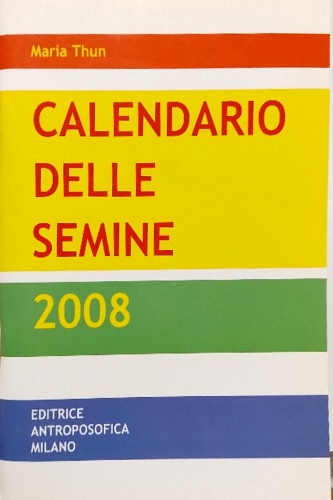 Maria Thun
CALENDARIO
DELLE
SEMINE
2008
EDITRICE
ANTROPOSOFICA
MILANO